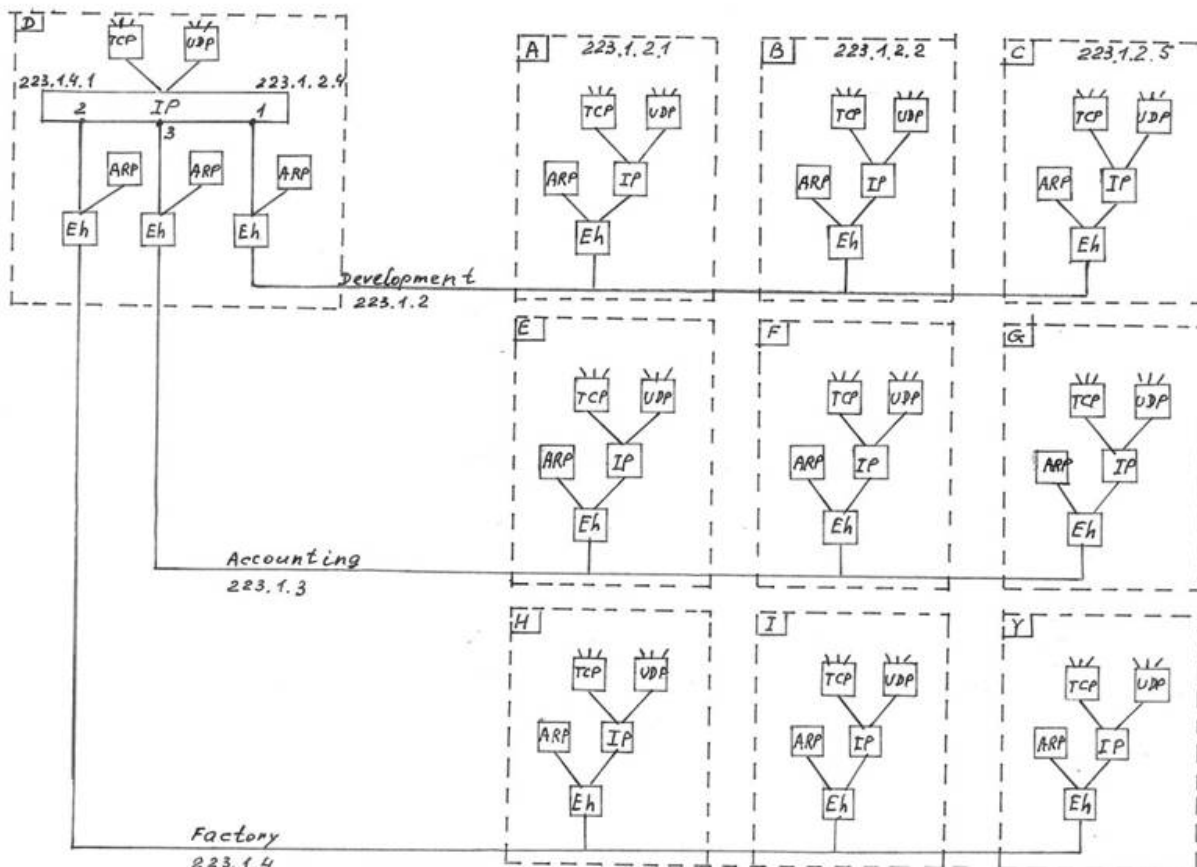 D
TCP UDP
223.1.4.1 223.1.2.4
2 IP 1
3
ARP ARP ARP
Eh Eh Eh
A 223.1.2.1
TCP UDP
ARP IP
Eh
B 223.1.2.2
TCP UDP
ARP IP
Eh
C 223.1.2.5
TCP UDP
ARP IP
Eh
Development
223.1.2
E
TCP UDP
ARP IP
Eh
F
TCP UDP
ARP IP
Eh
G
TCP UDP
ARP IP
Eh
Accounting
223.1.3
H
TCP UDP
ARP IP
Eh
I
TCP UDP
ARP IP
Eh
Y
TCP UDP
ARP IP
Eh
Factory
223.1.4